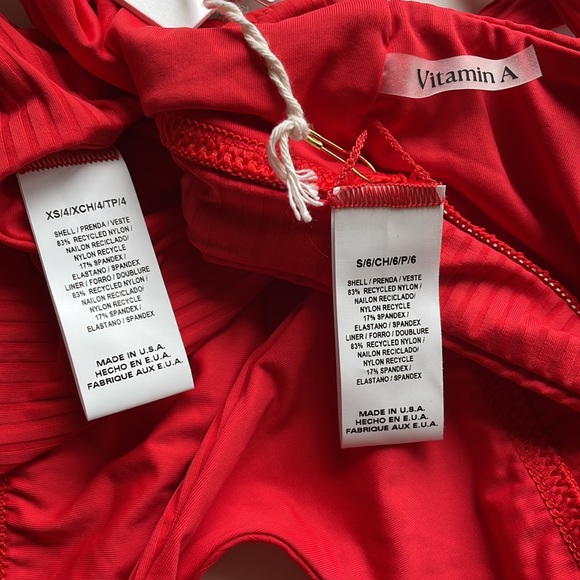 Vitamin A
XS/4/XCH/4/TP/4
SHELL / PRENDA / VESTE
83% RECYCLED NYLON /
NAILON RECICLADO/
NYLON RECYCLE
17% SPANDEX /
ELASTANO / SPANDEX
LINER / FORRO / DOUBLURE
83% RECYCLED NYLON /
NAILON RECICLADO/
NYLON RECYCLE
17% SPANDEX /
ELASTANO / SPANDEX
MADE IN U.S.A.
HECHO EN E.U.A.
FABRIQUE AUX E.U.A.
S/6/CH/6/P/6
SHELL / PRENDA / VESTE
83% RECYCLED NYLON /
NAILON RECICLADO/
NYLON RECYCLE
17% SPANDEX /
ELASTANO / SPANDEX
LINER / FORRO / DOUBLURE
83% RECYCLED NYLON /
NAILON RECICLADO/
NYLON RECYCLE
17% SPANDEX /
ELASTANO / SPANDEX
MADE IN U.S.A.
HECHO EN E.U.A.
FABRIQUE AUX E.U.A.